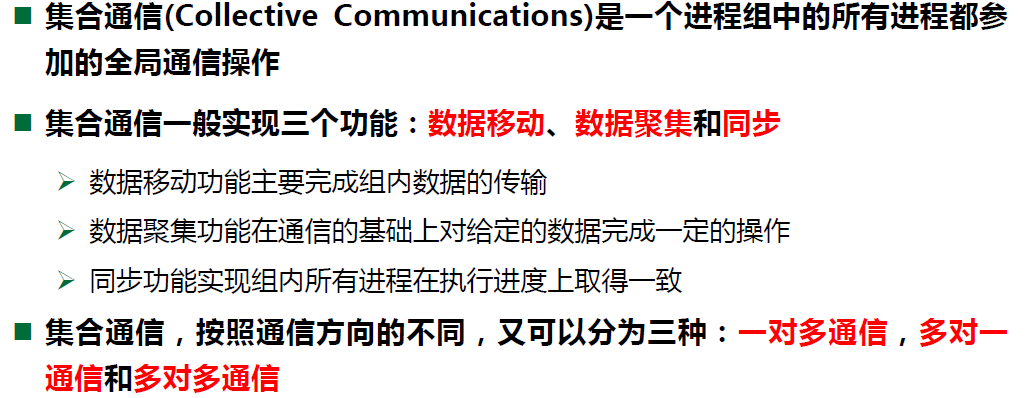 集合通信(Collective Communications)是一个进程组中的所有进程都参
加的全局通信操作
集合通信一般实现三个功能：数据移动、数据聚集和同步
数据移动功能主要完成组内数据的传输
数据聚集功能在通信的基础上对给定的数据完成一定的操作
同步功能实现组内所有进程在执行进度上取得一致
集合通信，按照通信方向的不同，又可以分为三种：一对多通信，多对一
通信和多对多通信